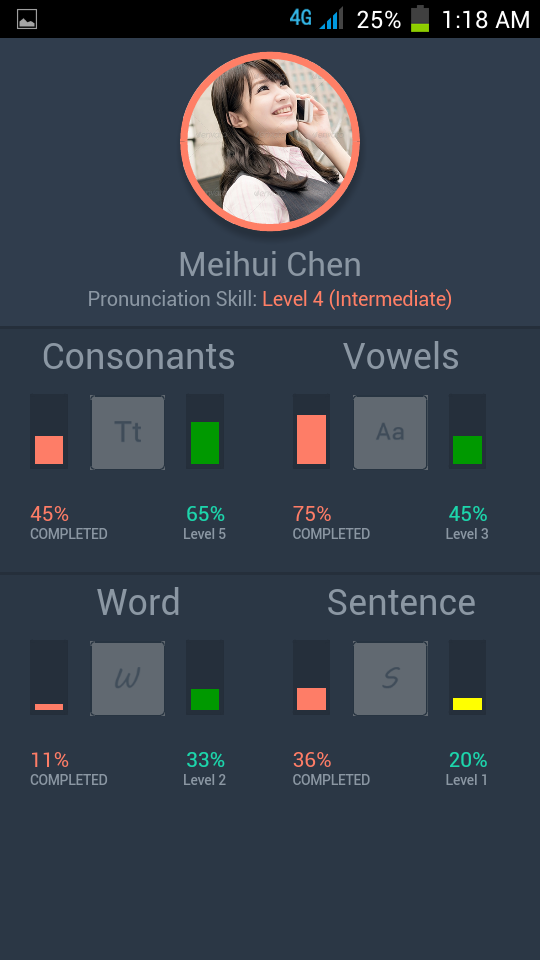 4G 25% 1:18 AM
Meihui Chen
Pronunciation Skill: Level 4 (Intermediate)
Consonants Vowels
Tt Aa
45% 65% 75% 45%
COMPLETED Level 5 COMPLETED Level 3
Word Sentence
W S
11% 33% 36% 20%
COMPLETED Level 2 COMPLETED Level 1